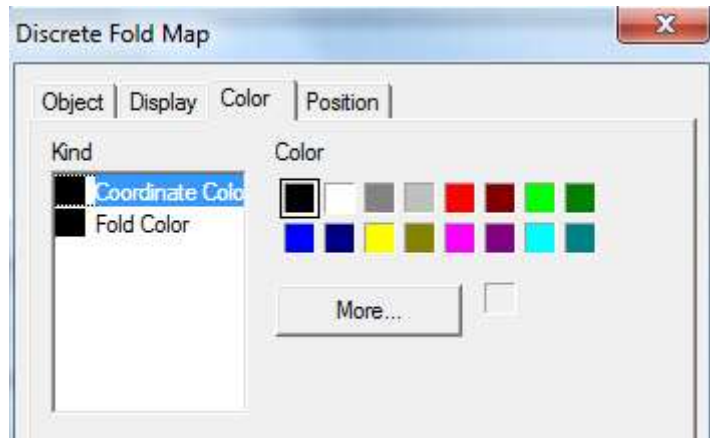 Discrete Fold Map
Object Display Color Position
Kind Color
Coordinate Colo
Fold Color
More...